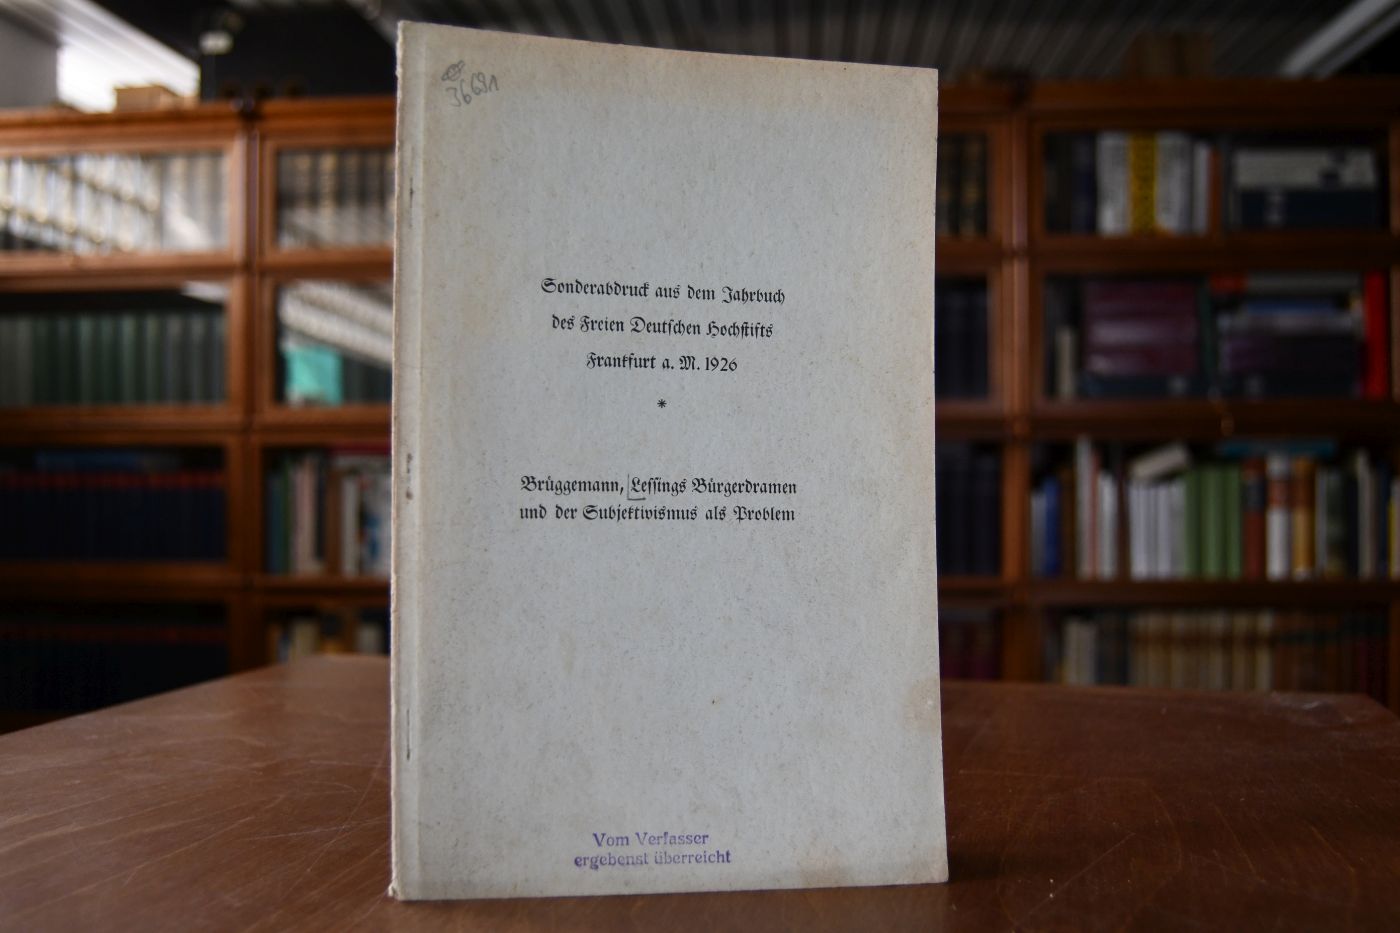 36691
Sonderabdruck aus dem Jahrbuch
des Freien Deutschen Hochstifts
Frankfurt a. M. 1926
*
Brüggemann, Lessings Bürgerdramen
und der Subjektivismus als Problem
Vom Verfasser
ergebenst überreicht